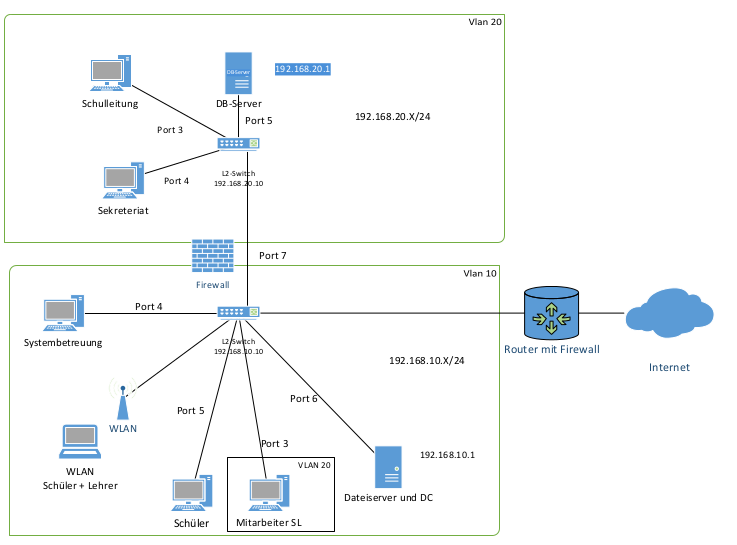 Vlan 20
DB-Server
192.168.20.1
Schulleitung
DB-Server
192.168.20.X/24
Port 5
Port 3
L2-Switch
192.168.20.10
Port 4
Sekreteriat
Port 7
Vlan 10
Firewall
Port 4
Systembetreuung
L2-Switch
192.168.10.10
Router mit Firewall
192.168.10.X/24
Internet
Port 6
Port 5
WLAN
Port 3
192.168.10.1
VLAN 20
WLAN
Schüler + Lehrer
Dateiserver und DC
Schüler
Mitarbeiter SL